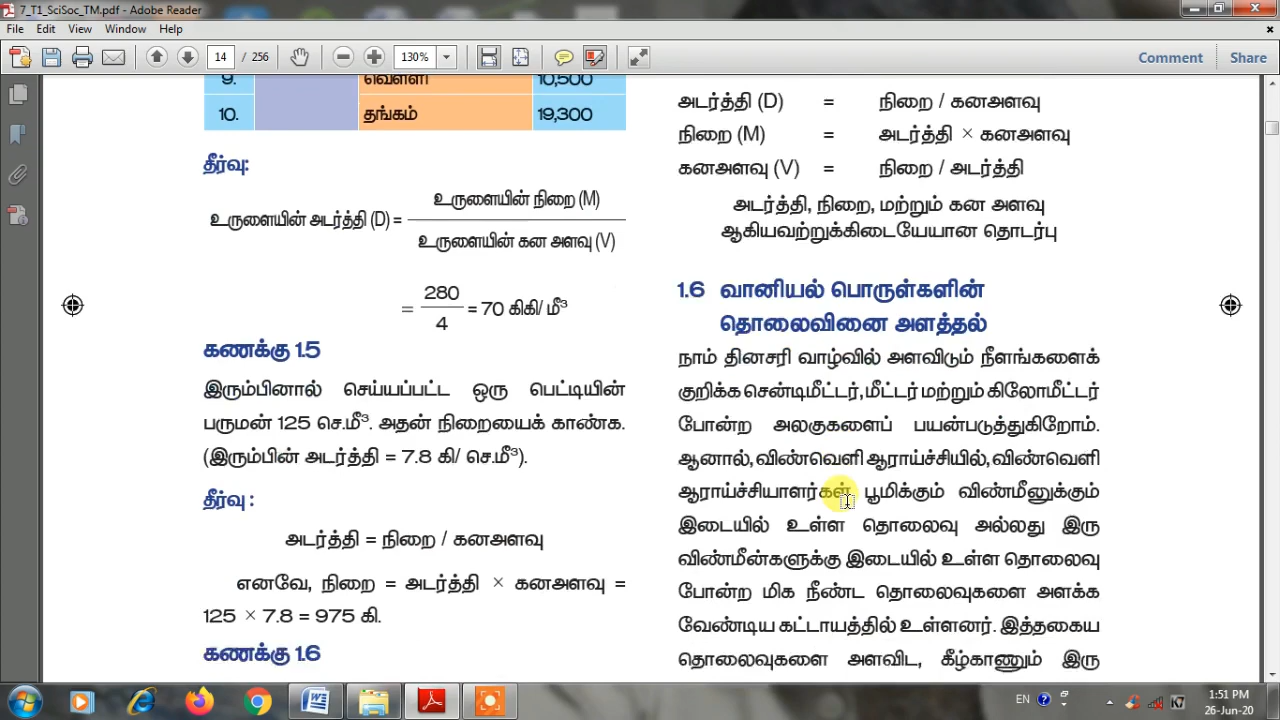 7_T1_SciSoc_TM.pdf - Adobe Reader
File Edit View Window Help
14 / 256 130% Comment Share
9. வெள்ளி 10,500
10. தங்கம் 19,300
தீர்வு:
உருளையின் அடர்த்தி (D) = உருளையின் நிறை (M)
உருளையின் கன அளவு (V)
= 280
4
= 70 கிகி/ மீ³
கணக்கு 1.5
இரும்பினால் செய்யப்பட்ட ஒரு பெட்டியின்
பருமன் 125 செ.மீ³. அதன் நிறையைக் காண்க.
(இரும்பின் அடர்த்தி = 7.8 கி/ செ.மீ³).
தீர்வு :
அடர்த்தி = நிறை / கனஅளவு
எனவே, நிறை = அடர்த்தி × கனஅளவு =
125 × 7.8 = 975 கி.
கணக்கு 1.6
அடர்த்தி (D) = நிறை / கனஅளவு
நிறை (M) = அடர்த்தி × கனஅளவு
கனஅளவு (V) = நிறை / அடர்த்தி
அடர்த்தி, நிறை, மற்றும் கன அளவு
ஆகியவற்றுக்கிடையேயான தொடர்பு
1.6 வானியல் பொருள்களின்
தொலைவினை அளத்தல்
நாம் தினசரி வாழ்வில் அளவிடும் நீளங்களைக்
குறிக்க சென்டிமீட்டர், மீட்டர் மற்றும் கிலோமீட்டர்
போன்ற அலகுகளைப் பயன்படுத்துகிறோம்.
ஆனால், விண்வெளி ஆராய்ச்சியில், விண்வெளி
ஆராய்ச்சியாளர்கள் பூமிக்கும் விண்மீனுக்கும்
இடையில் உள்ள தொலைவு அல்லது இரு
விண்மீன்களுக்கு இடையில் உள்ள தொலைவு
போன்ற மிக நீண்ட தொலைவுகளை அளக்க
வேண்டிய கட்டாயத்தில் உள்ளனர். இத்தகைய
தொலைவுகளை அளவிட, கீழ்காணும் இரு
EN 1:51 PM
26-Jun-20